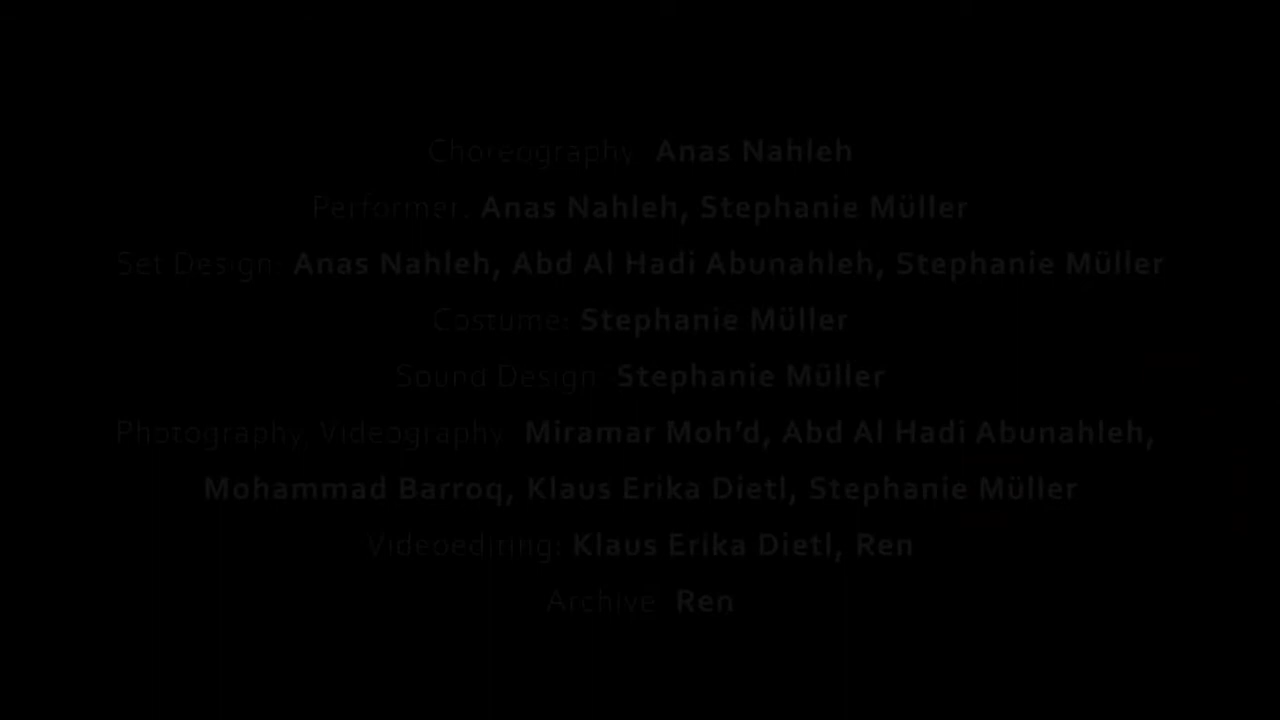 Choreography: Anas Nahleh
Performer: Anas Nahleh, Stephanie Müller
Set Design: Anas Nahleh, Abd Al Hadi Abunahleh, Stephanie Müller
Costume: Stephanie Müller
Sound Design: Stephanie Müller
Photography, Videography: Miramar Moh’d, Abd Al Hadi Abunahleh,
Mohammad Barroq, Klaus Erika Dietl, Stephanie Müller
Videoediting: Klaus Erika Dietl, Ren
Archive: Ren